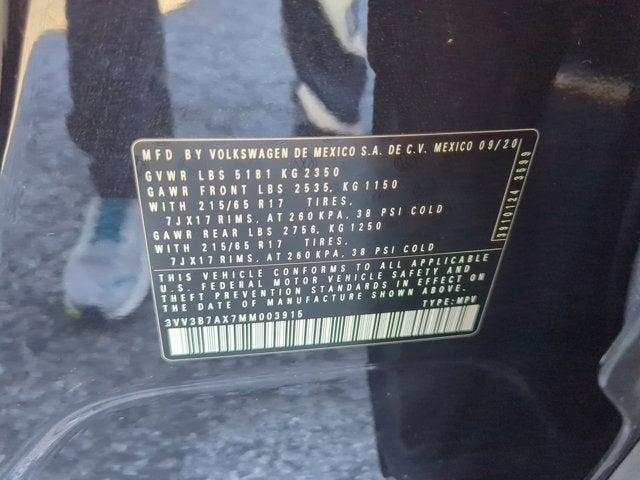 MFD BY VOLKSWAGEN DE MEXICO S.A. DE C.V. MEXICO 09/20
GVWR LBS 5181 KG 2350
GAWR FRONT LBS 2535, KG 1150
WITH 215/65 R17 TIRES.
7JX17 RIMS, AT 260 KPA, 38 PSI COLD
GAWR REAR LBS 2756, KG 1250
WITH 215/65 R17 TIRES.
7JX17 RIMS, AT 260 KPA, 38 PSI COLD
THIS VEHICLE CONFORMS TO ALL APPLICABLE
U.S. FEDERAL MOTOR VEHICLE SAFETY AND
THEFT PREVENTION STANDARDS IN EFFECT ON
THE DATE OF MANUFACTURE SHOWN ABOVE.
3VV3B7AX7MM003915 TYPE: MPV
3970124 3599